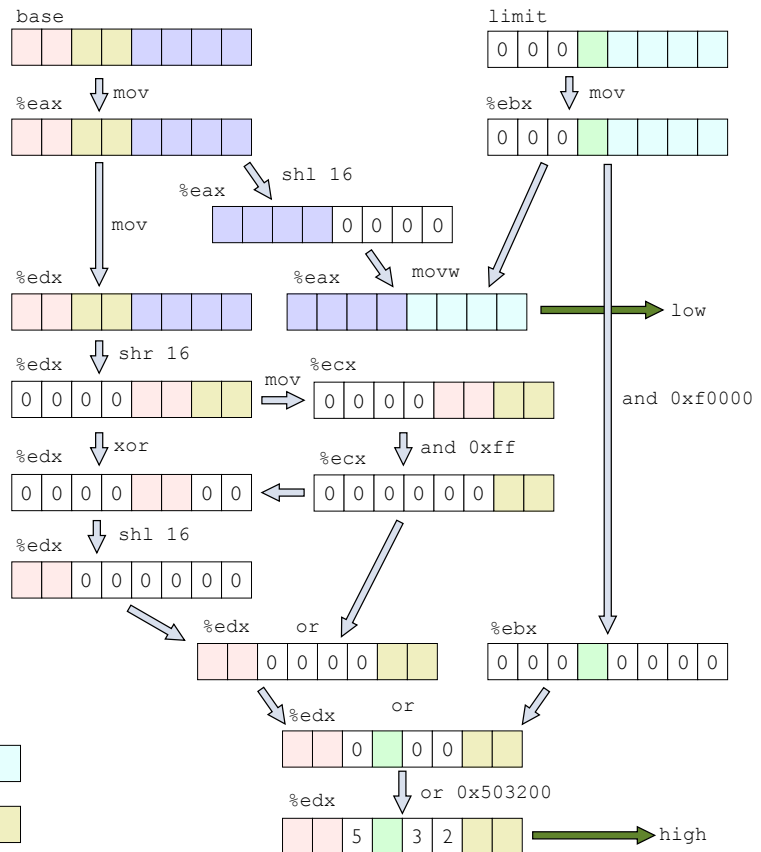 base limit
0 0 0
mov mov
%eax %ebx
0 0 0
shl 16
%eax
mov 0 0 0 0
%edx %eax movw
low
%edx shr 16 mov %ecx
0 0 0 0 0 0 0 0
and 0xf0000
%edx xor %ecx and 0xff
0 0 0 0 0 0 0 0 0 0 0 0
%edx shl 16
0 0 0 0 0 0
%edx or %ebx
0 0 0 0 0 0 0 0 0 0 0
%edx or
0 0 0
%edx or 0x503200
5 3 2 high